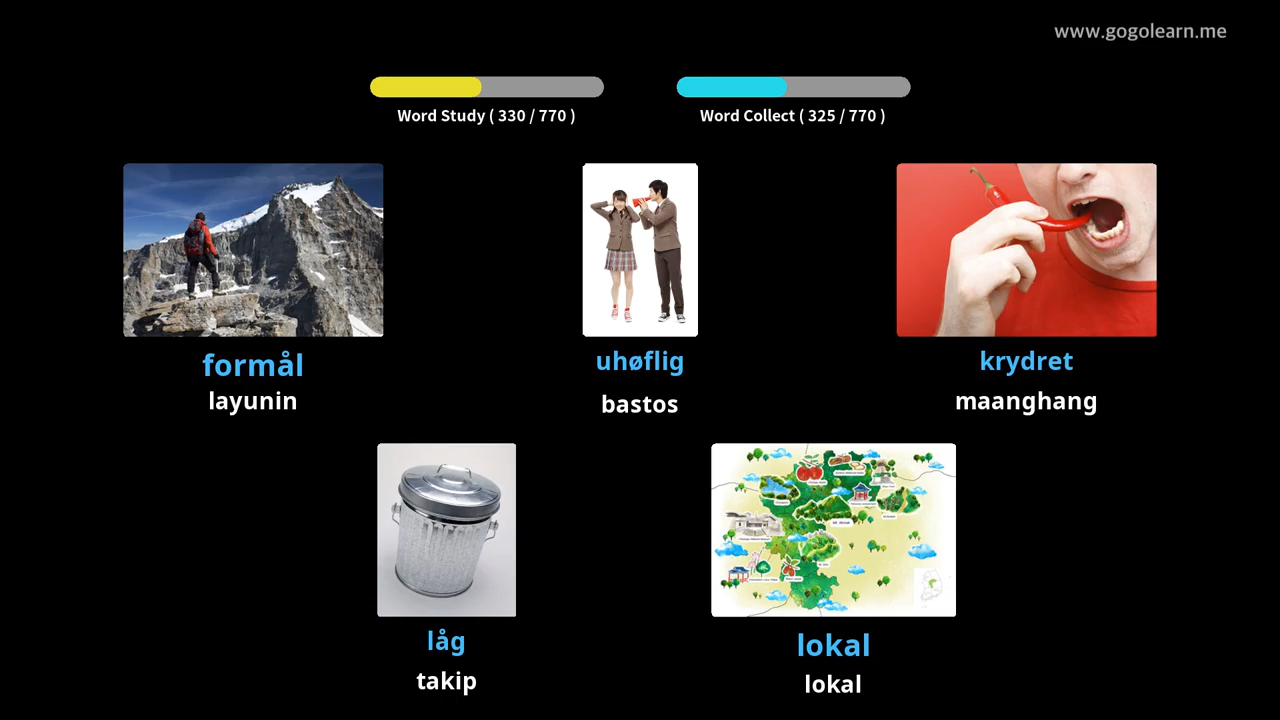 www.gogolearn.me
Word Study ( 330 / 770 )
Word Collect ( 325 / 770 )
formål
layunin
uhøflig
bastos
krydret
maanghang
låg
takip
lokal
lokal